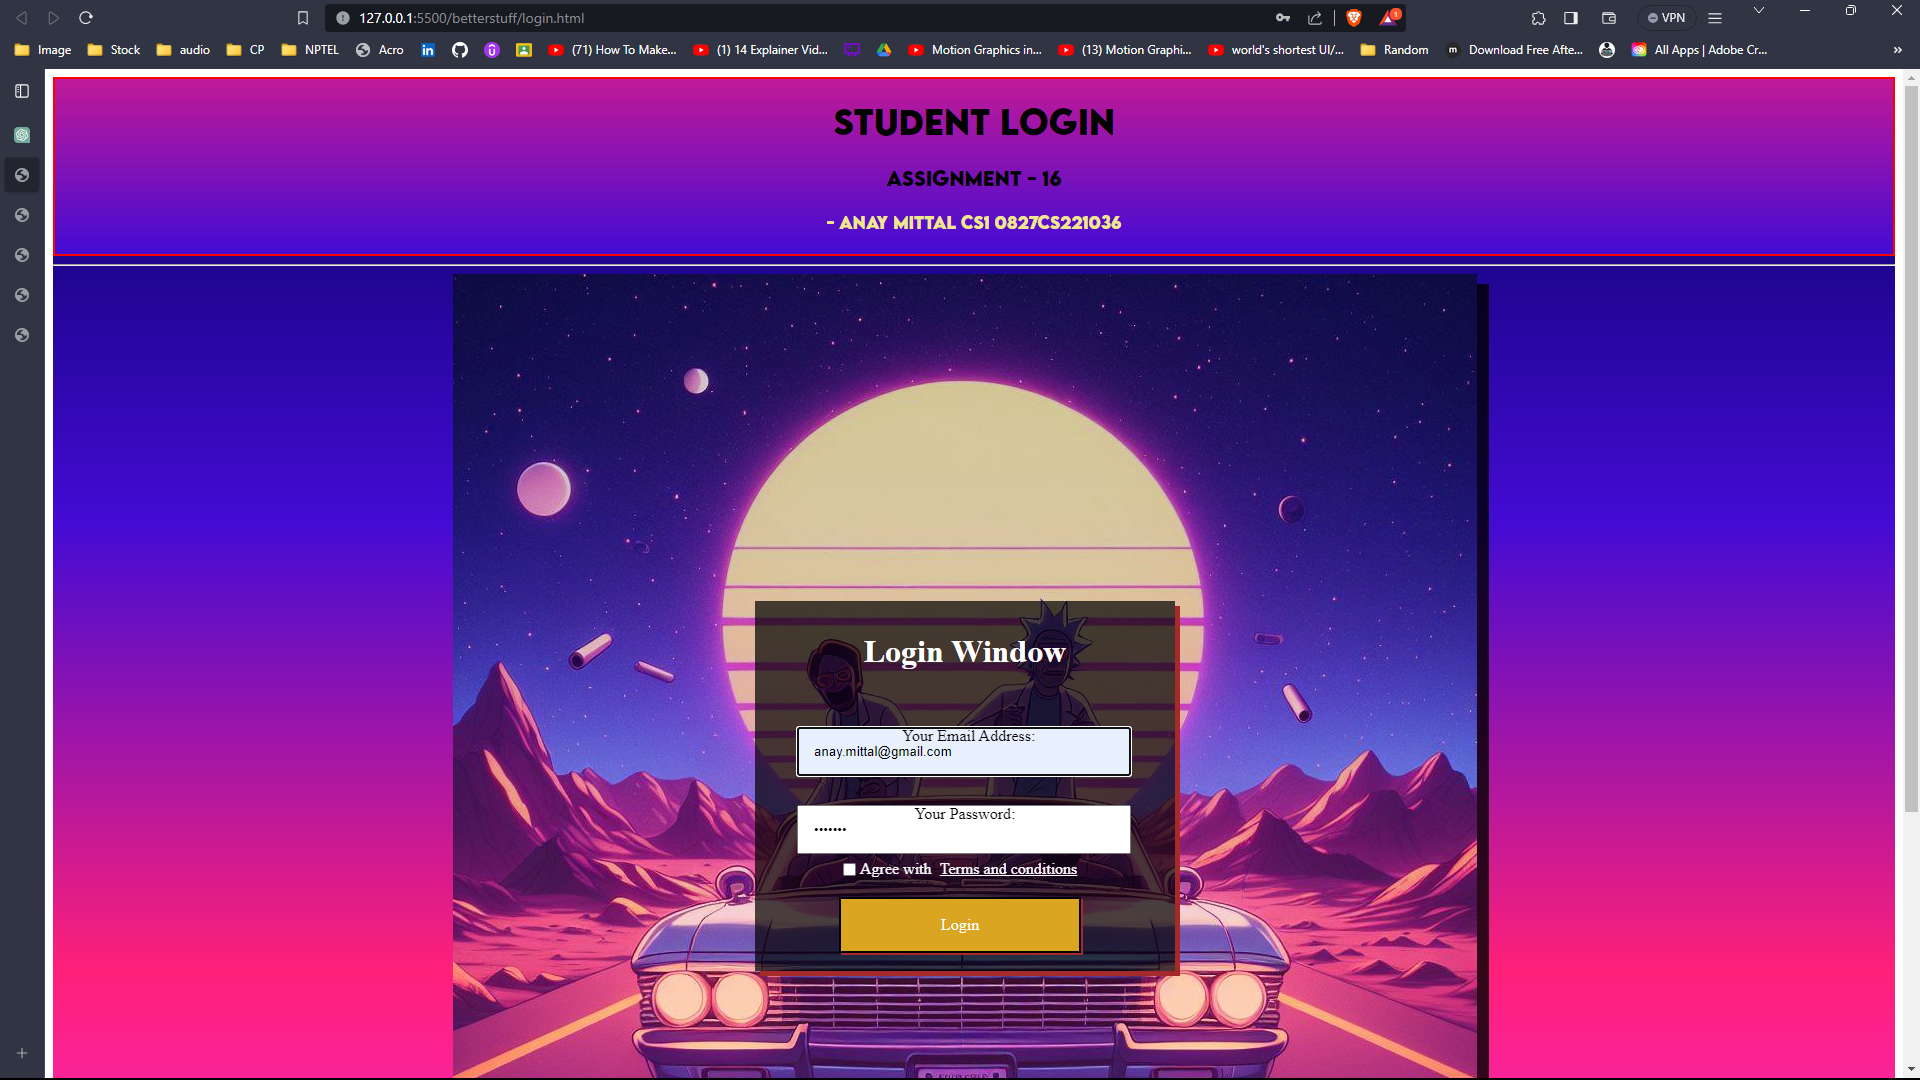 127.0.0.1:5500/betterstuff/login.html
1
VPN
Image Stock audio CP NPTEL Acro (71) How To Make... (1) 14 Explainer Vid... Motion Graphics in... (13) Motion Graphi... world's shortest UI/... Random Download Free Afte... All Apps | Adobe Cr...
STUDENT LOGIN
ASSIGNMENT - 16
- ANAY MITTAL CS1 0827CS221036
Login Window
Your Email Address:
anay.mittal@gmail.com
Your Password:
•••••••
Agree with Terms and conditions
Login